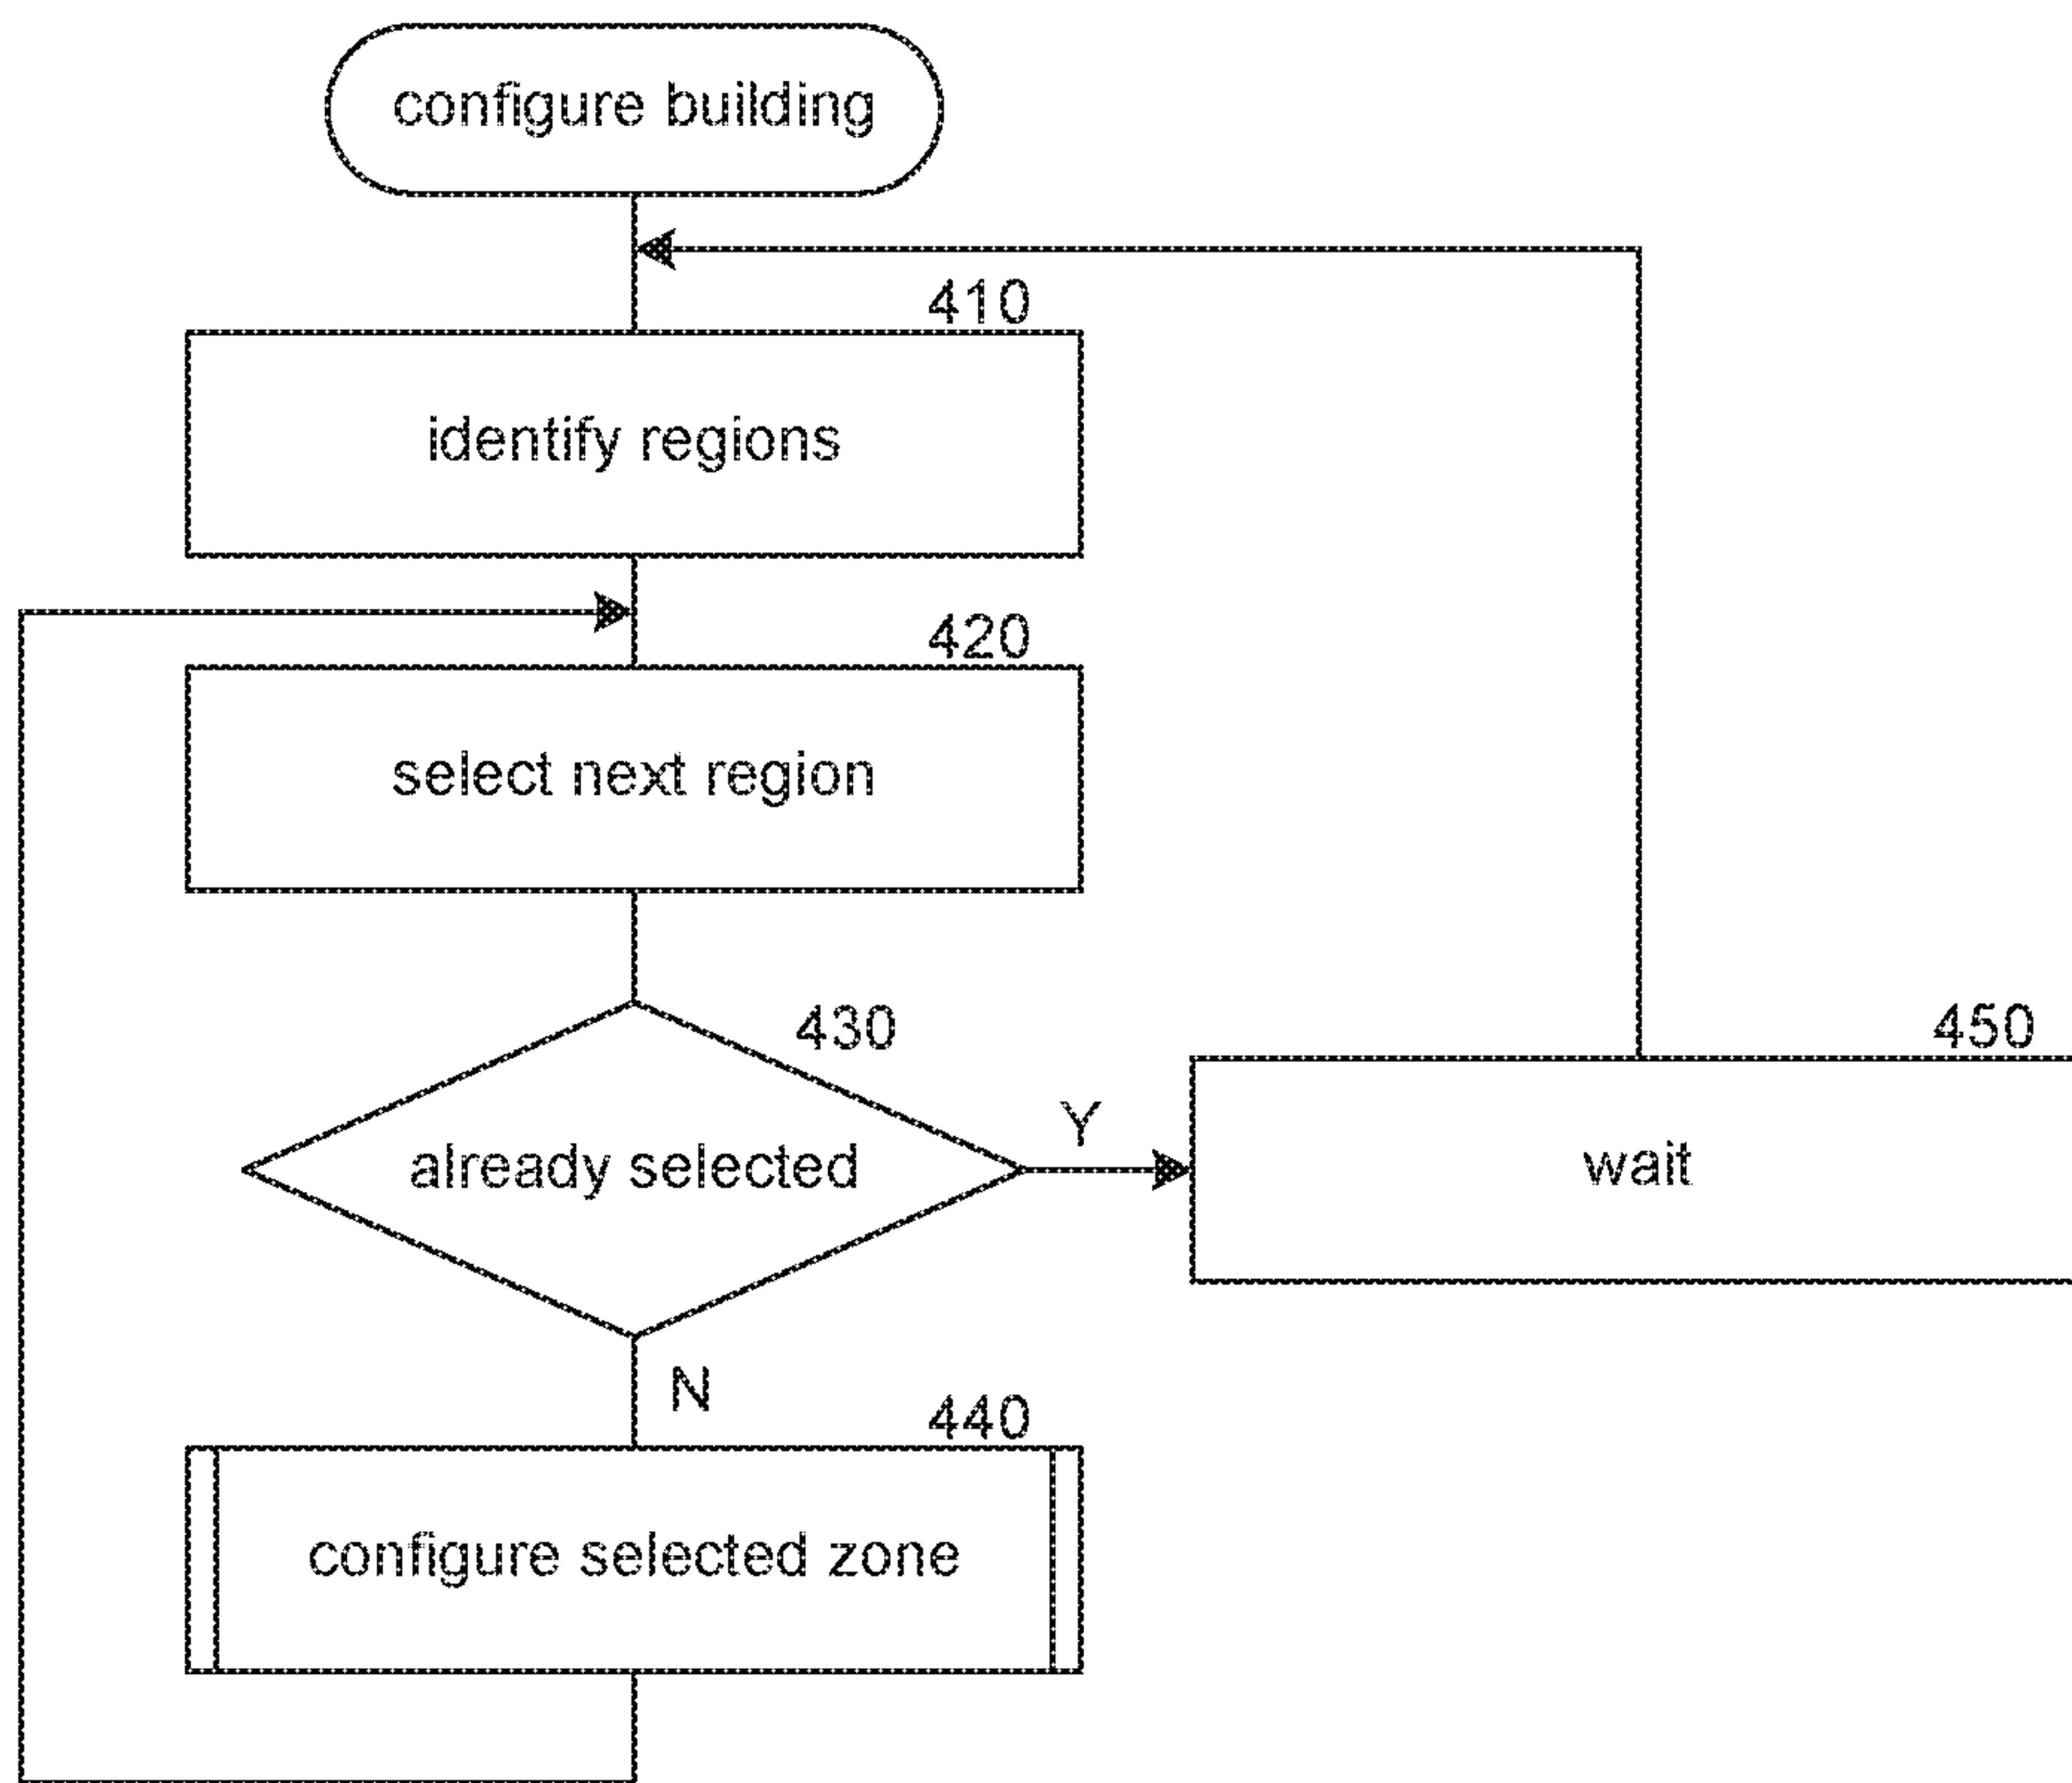 configure building
410
identify regions
420
select next region
430
already selected
Y
450
wait
N
440
configure selected zone